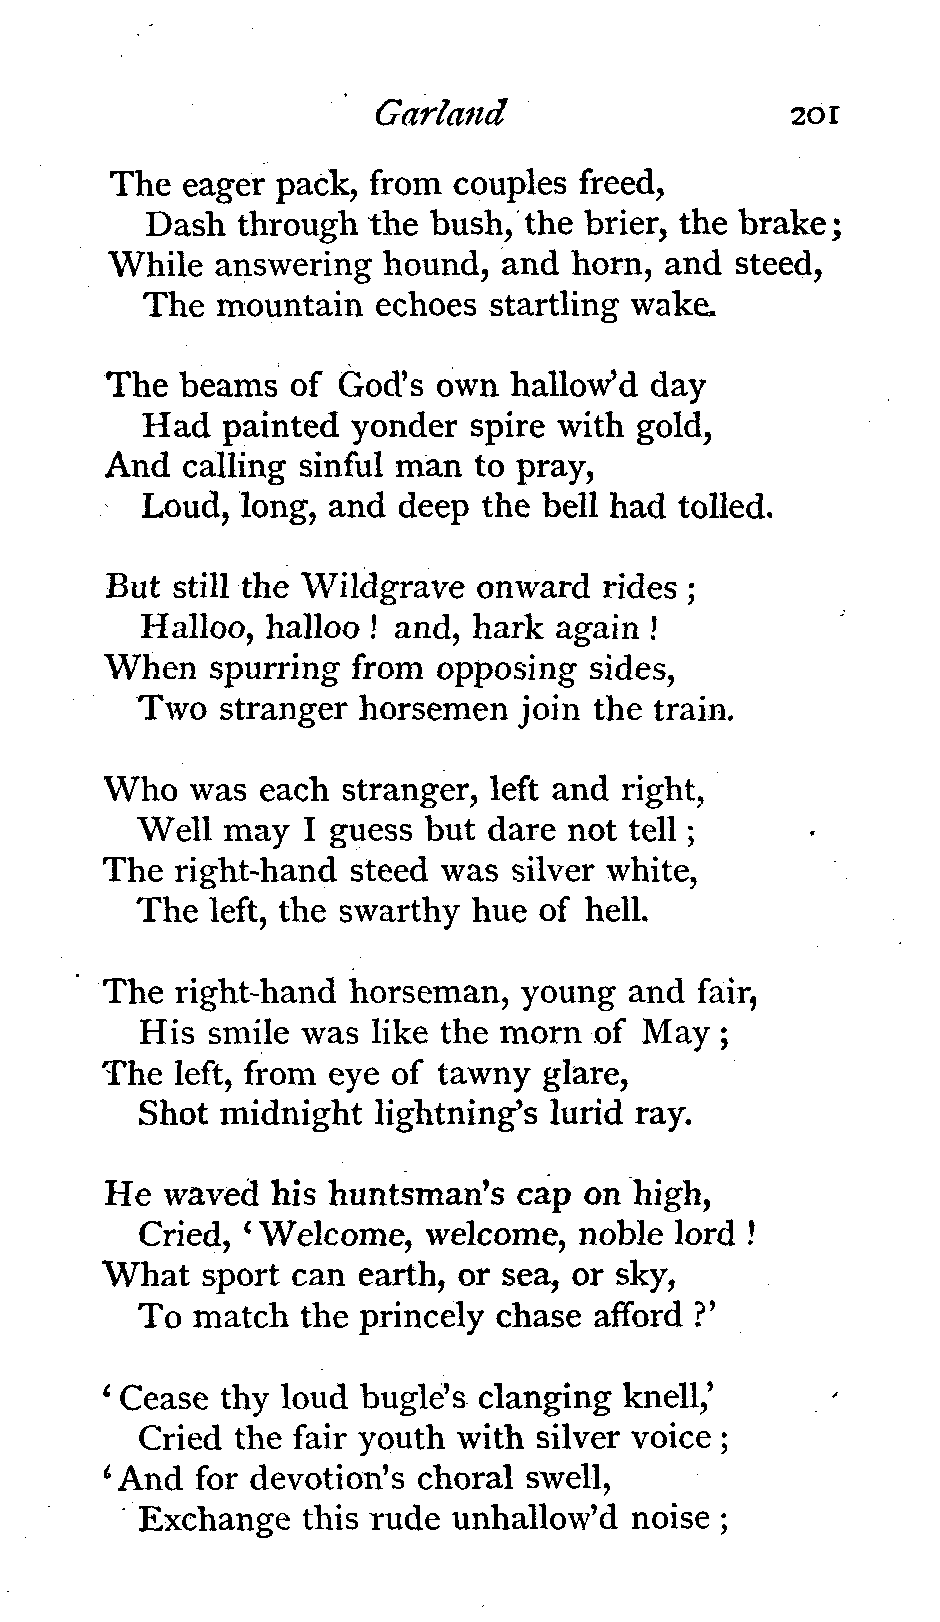 Garland 201
The eager pack, from couples freed,
Dash through the bush, the brier, the brake;
While answering hound, and horn, and steed,
The mountain echoes startling wake.
The beams of God's own hallow'd day
Had painted yonder spire with gold,
And calling sinful man to pray,
Loud, long, and deep the bell had tolled.
But still the Wildgrave onward rides ;
Halloo, halloo ! and, hark again !
When spurring from opposing sides,
Two stranger horsemen join the train.
Who was each stranger, left and right,
Well may I guess but dare not tell ;
The right-hand steed was silver white,
The left, the swarthy hue of hell.
The right-hand horseman, young and fair,
His smile was like the morn of May ;
The left, from eye of tawny glare,
Shot midnight lightning's lurid ray.
He waved his huntsman's cap on high,
Cried, ‘ Welcome, welcome, noble lord !
What sport can earth, or sea, or sky,
To match the princely chase afford ?’
‘ Cease thy loud bugle's clanging knell,’
Cried the fair youth with silver voice ;
‘ And for devotion's choral swell,
Exchange this rude unhallow'd noise ;